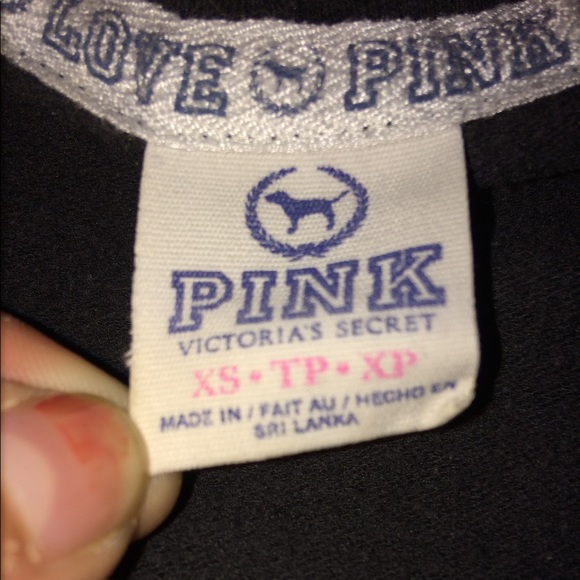 LOVE PINK
PINK
VICTORIA'S SECRET
XS • TP • XP
MADE IN / FAIT AU / HECHO EN
SRI LANKA